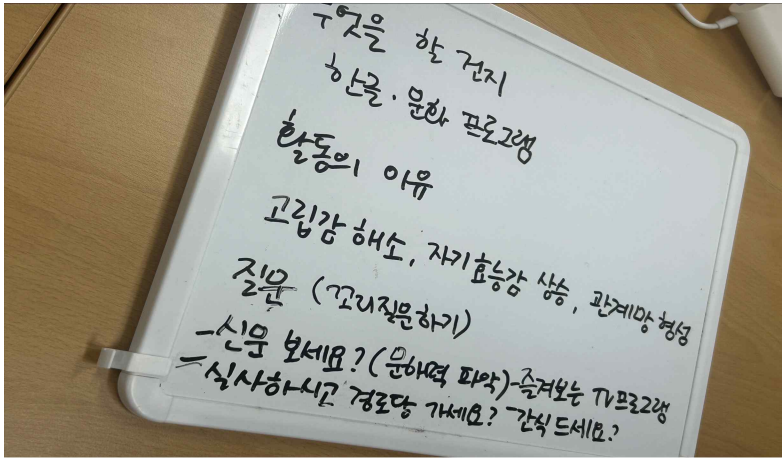 무엇을 할 건지
한글·문화 프로그램
활동의 이유
고립감 해소, 자기효능감 상승, 관계망 형성
질문 (꼬리질문하기)
-신문 보세요? (문해력 파악)-즐겨보는 TV프로그램
-식사하시고 경로당 가세요? 간식드세요?